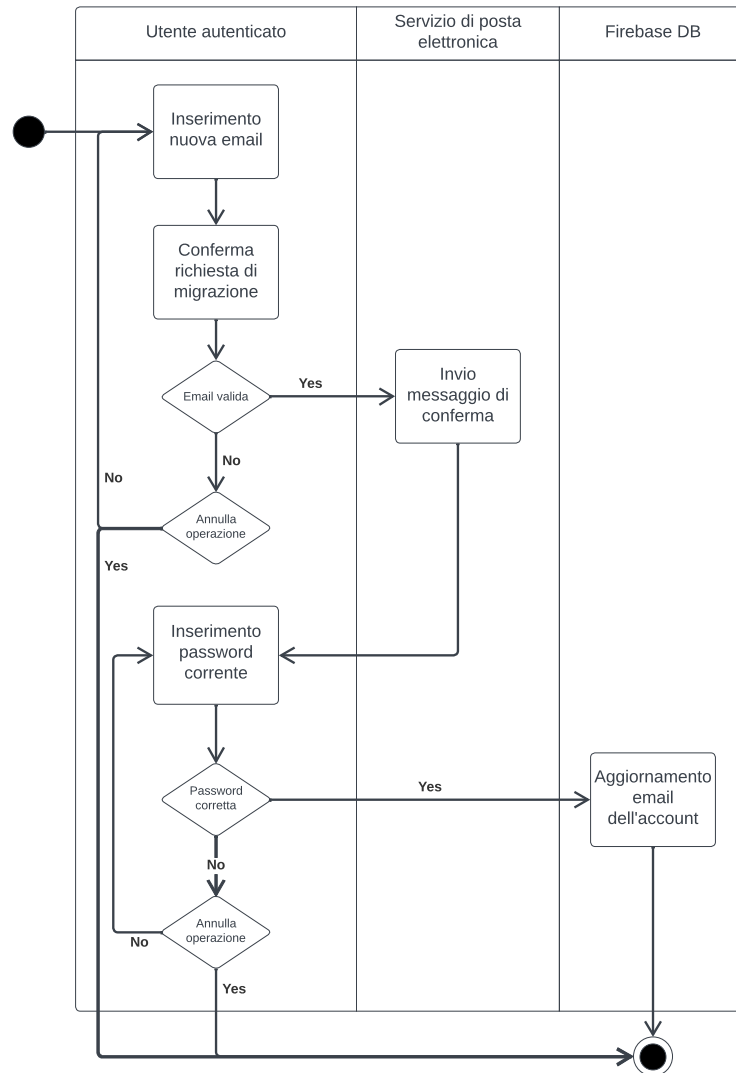 Utente autenticato
Servizio di posta
elettronica
Firebase DB
Inserimento
nuova email
Conferma
richiesta di
migrazione
Email valida
Yes
Invio
messaggio di
conferma
No
No
Annulla
operazione
Yes
Inserimento
password
corrente
Password
corretta
Yes
Aggiornamento
email
dell'account
No
Annulla
operazione
No
Yes